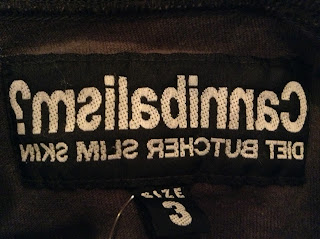 Cannibalism?
DIET BUTCHER SLIM SKIN
SIZE
3